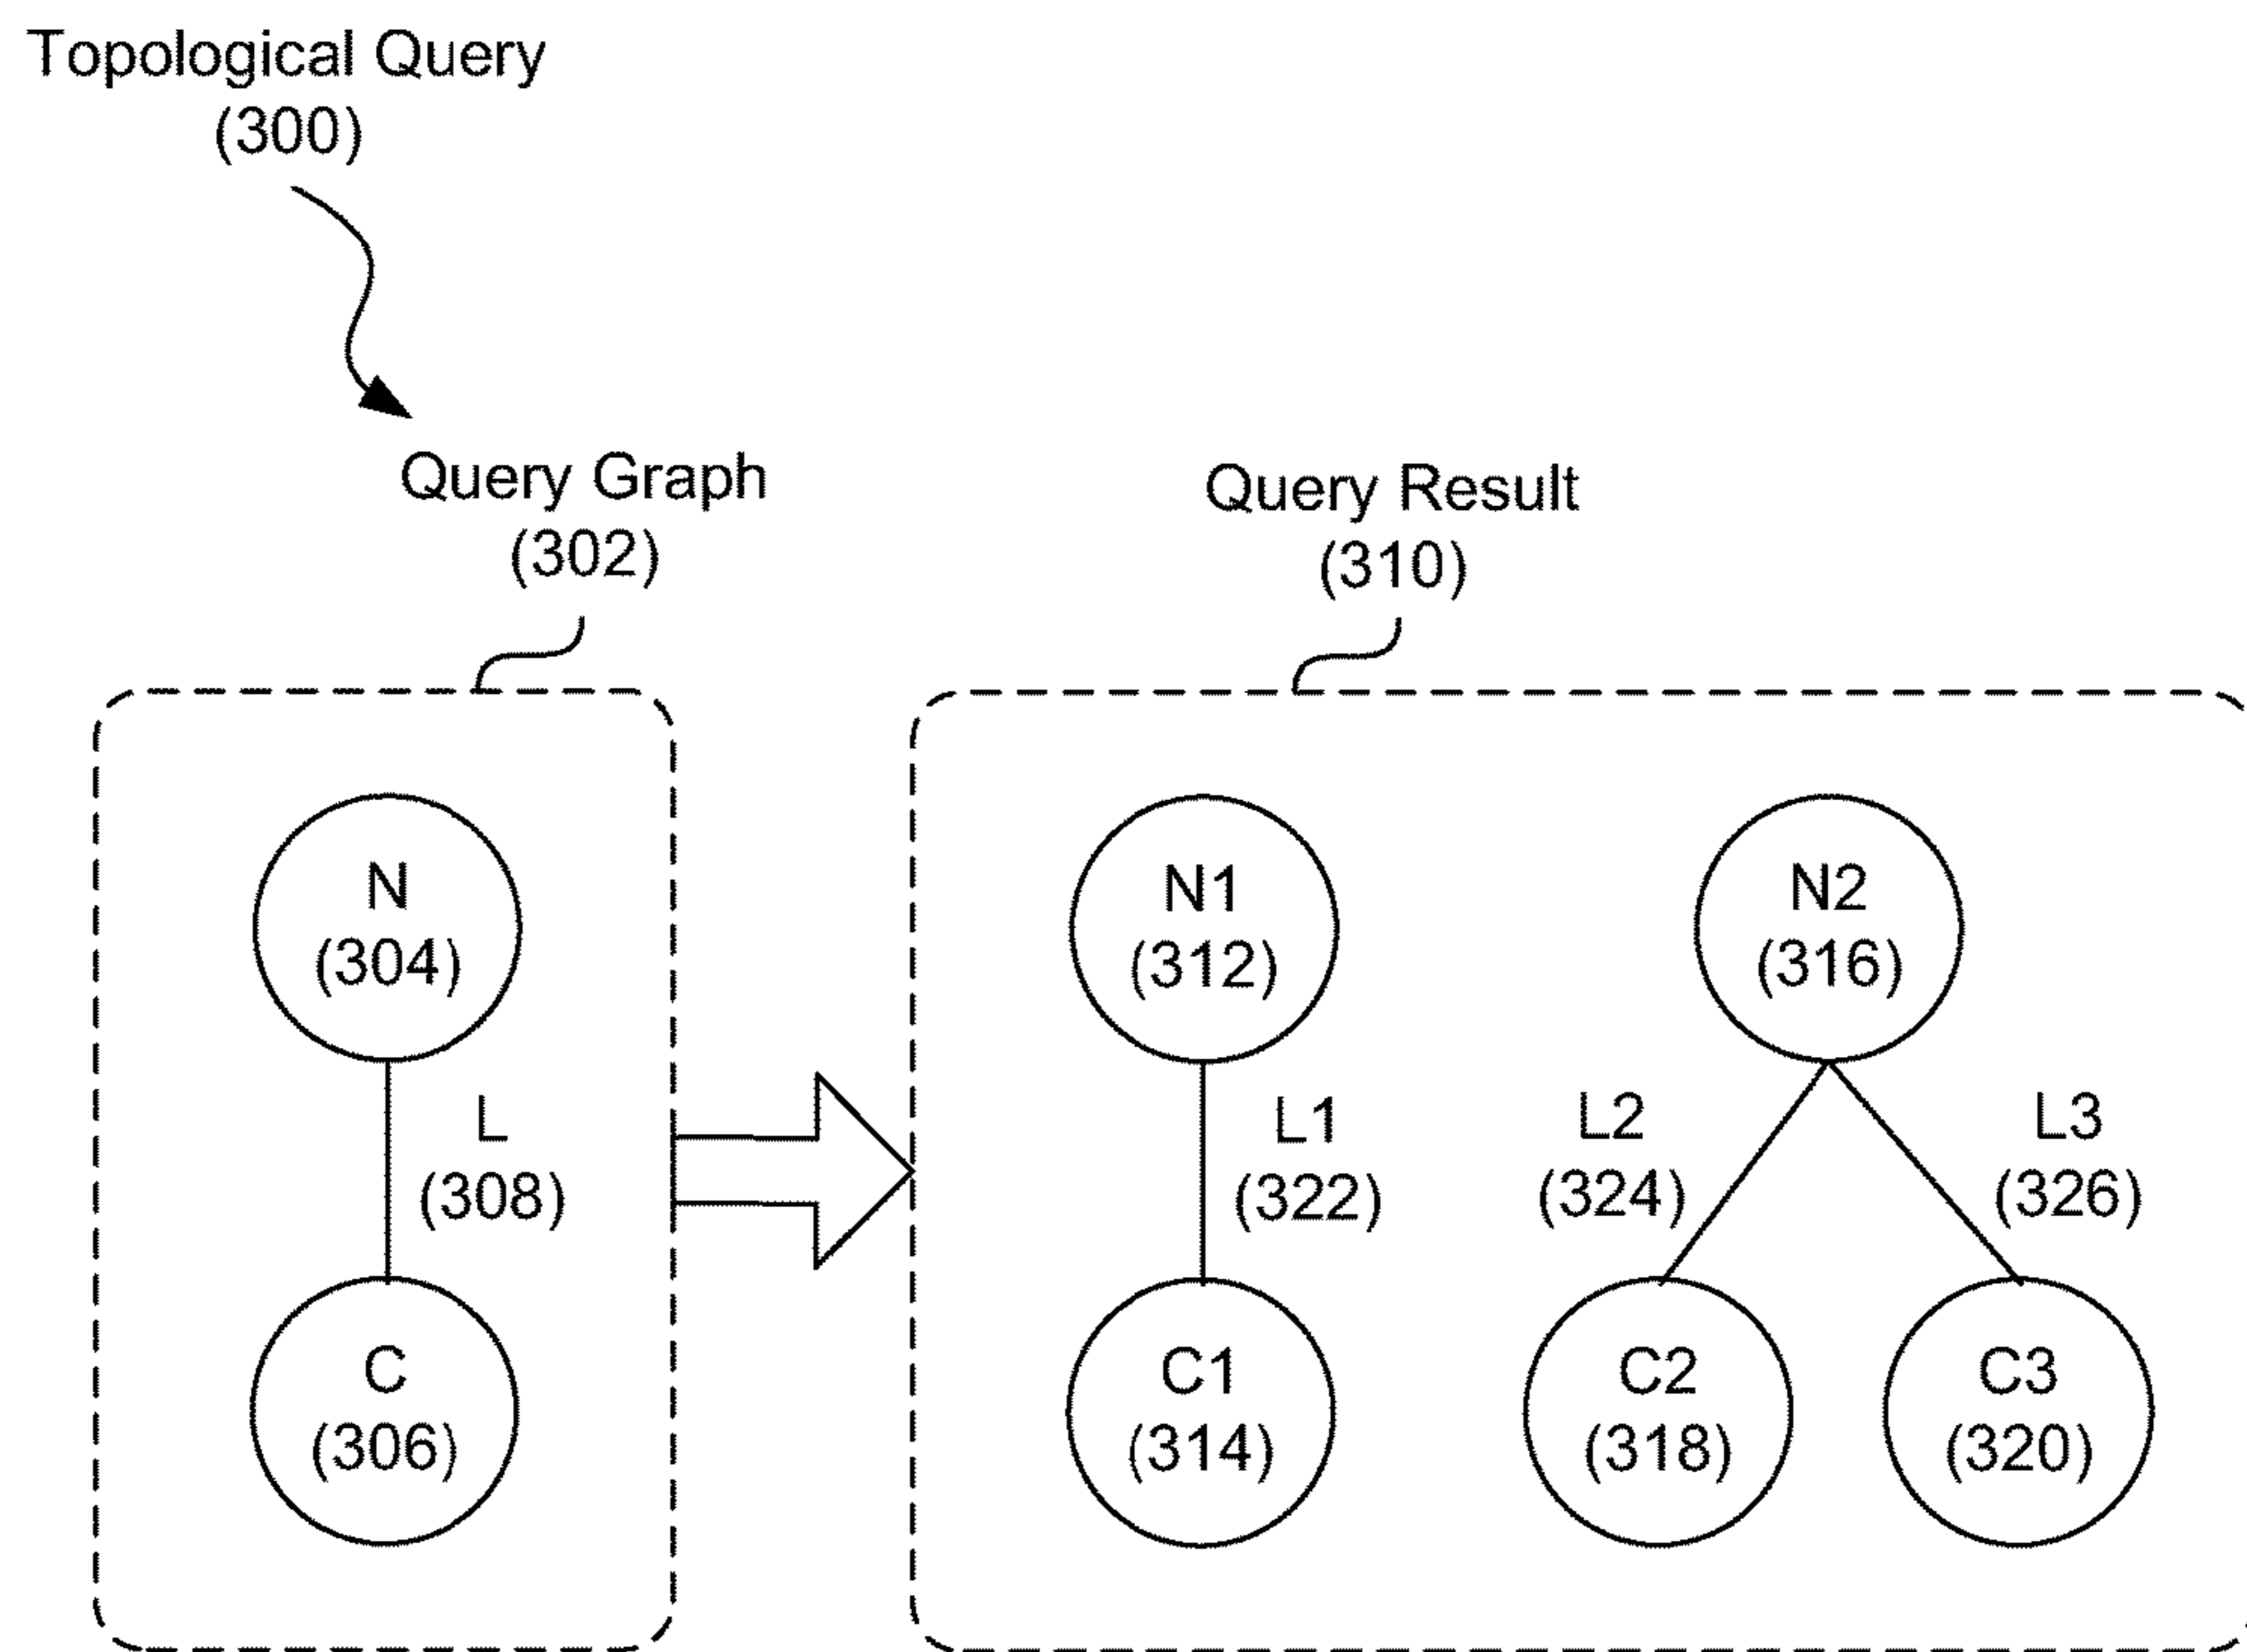 Topological Query
(300)
Query Graph
(302)
Query Result
(310)
N
(304)
L
(308)
C
(306)
N1
(312)
N2
(316)
L1
(322)
L2
(324)
L3
(326)
C1
(314)
C2
(318)
C3
(320)